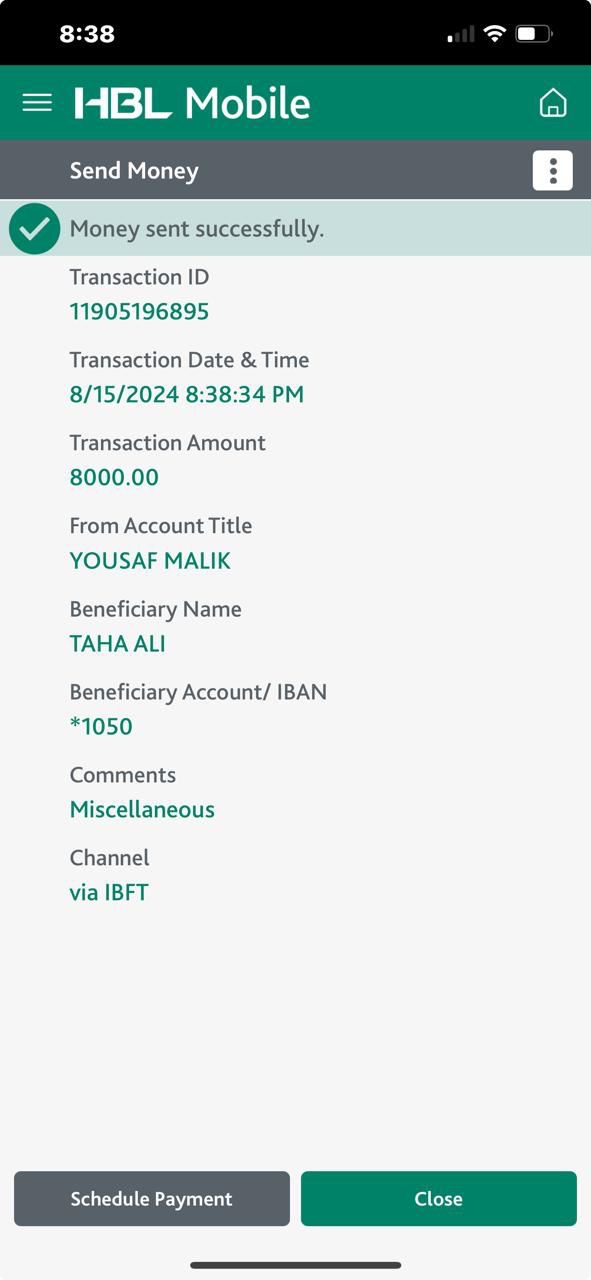 8:38
HBL Mobile
Send Money
Money sent successfully.
Transaction ID
11905196895
Transaction Date & Time
8/15/2024 8:38:34 PM
Transaction Amount
8000.00
From Account Title
YOUSAF MALIK
Beneficiary Name
TAHA ALI
Beneficiary Account/ IBAN
*1050
Comments
Miscellaneous
Channel
via IBFT
Schedule Payment
Close